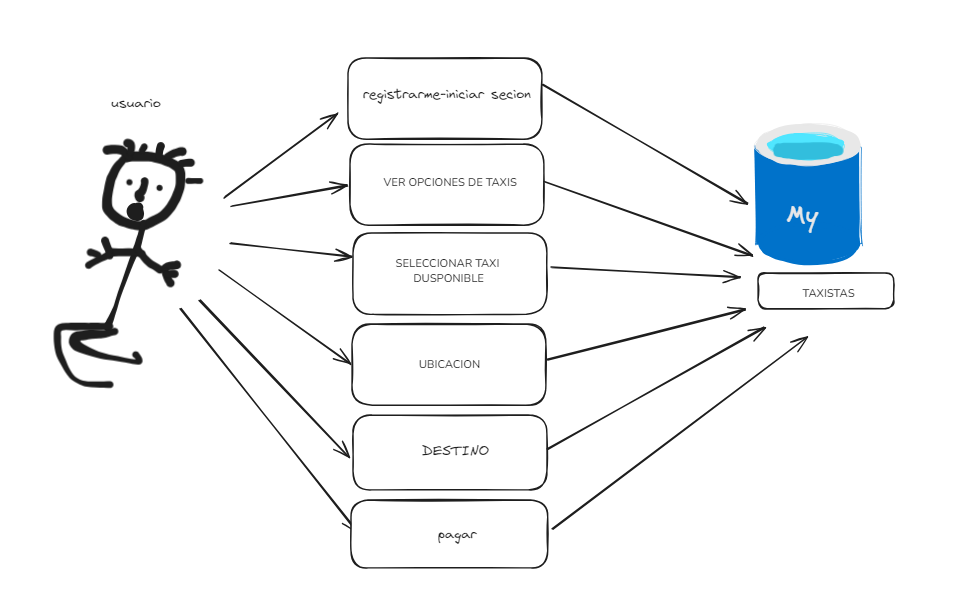 usuario
registrarme-iniciar secion
VER OPCIONES DE TAXIS
SELECCIONAR TAXI
DUSPONIBLE
UBICACION
DESTINO
pagar
My
TAXISTAS